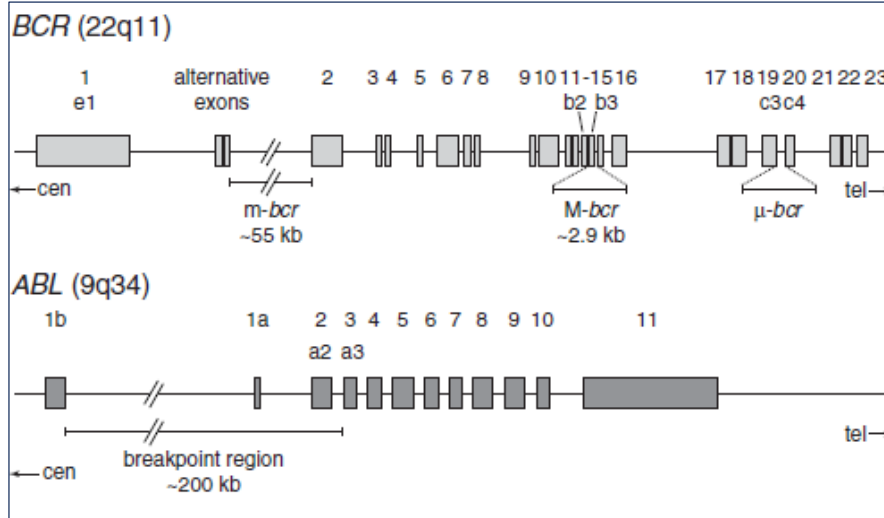 BCR (22q11)
1 alternative 2 3 4 5 6 7 8 9 10 11-15 16 17 18 19 20 21 22 23
e1 exons b2 b3 c3 c4
cen m-bcr M-bcr μ-bcr tel
~55 kb ~2.9 kb
ABL (9q34)
1b 1a 2 3 4 5 6 7 8 9 10 11
a2 a3
breakpoint region tel
cen ~200 kb